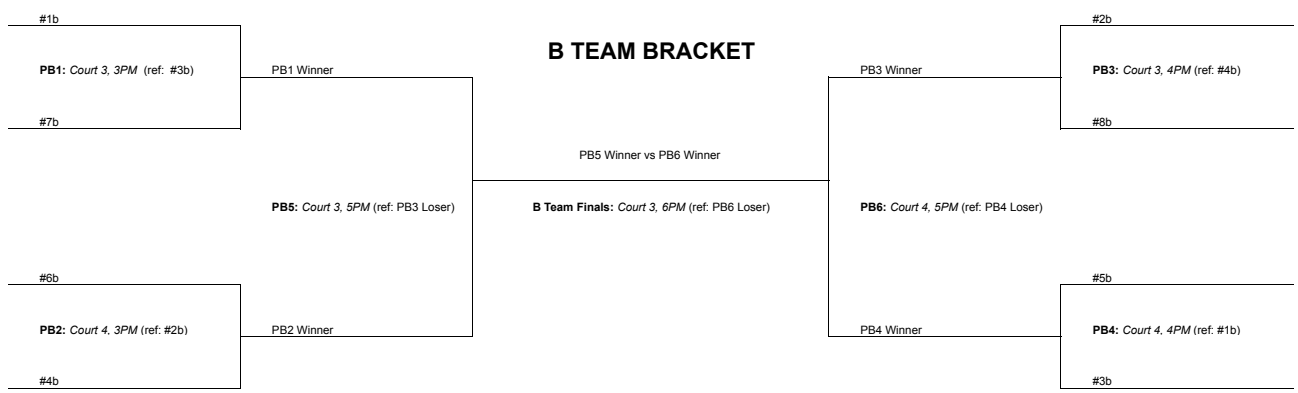 #1b
#2b
B TEAM BRACKET
PB1: Court 3, 3PM (ref: #3b)
PB1 Winner
PB3 Winner
PB3: Court 3, 4PM (ref: #4b)
#7b
#8b
PB5 Winner vs PB6 Winner
PB5: Court 3, 5PM (ref: PB3 Loser)
B Team Finals: Court 3, 6PM (ref: PB6 Loser)
PB6: Court 4, 5PM (ref: PB4 Loser)
#6b
#5b
PB2: Court 4, 3PM (ref: #2b)
PB2 Winner
PB4 Winner
PB4: Court 4, 4PM (ref: #1b)
#4b
#3b